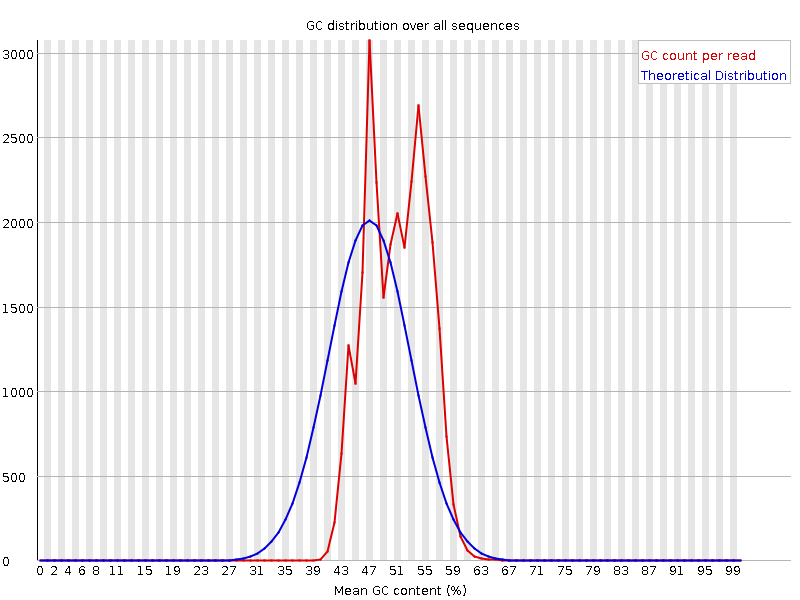 GC distribution over all sequences
GC count per read
Theoretical Distribution
3000
2500
2000
1500
1000
500
0
0 2 4 6 8 11 15 19 23 27 31 35 39 43 47 51 55 59 63 67 71 75 79 83 87 91 95 99
Mean GC content (%)